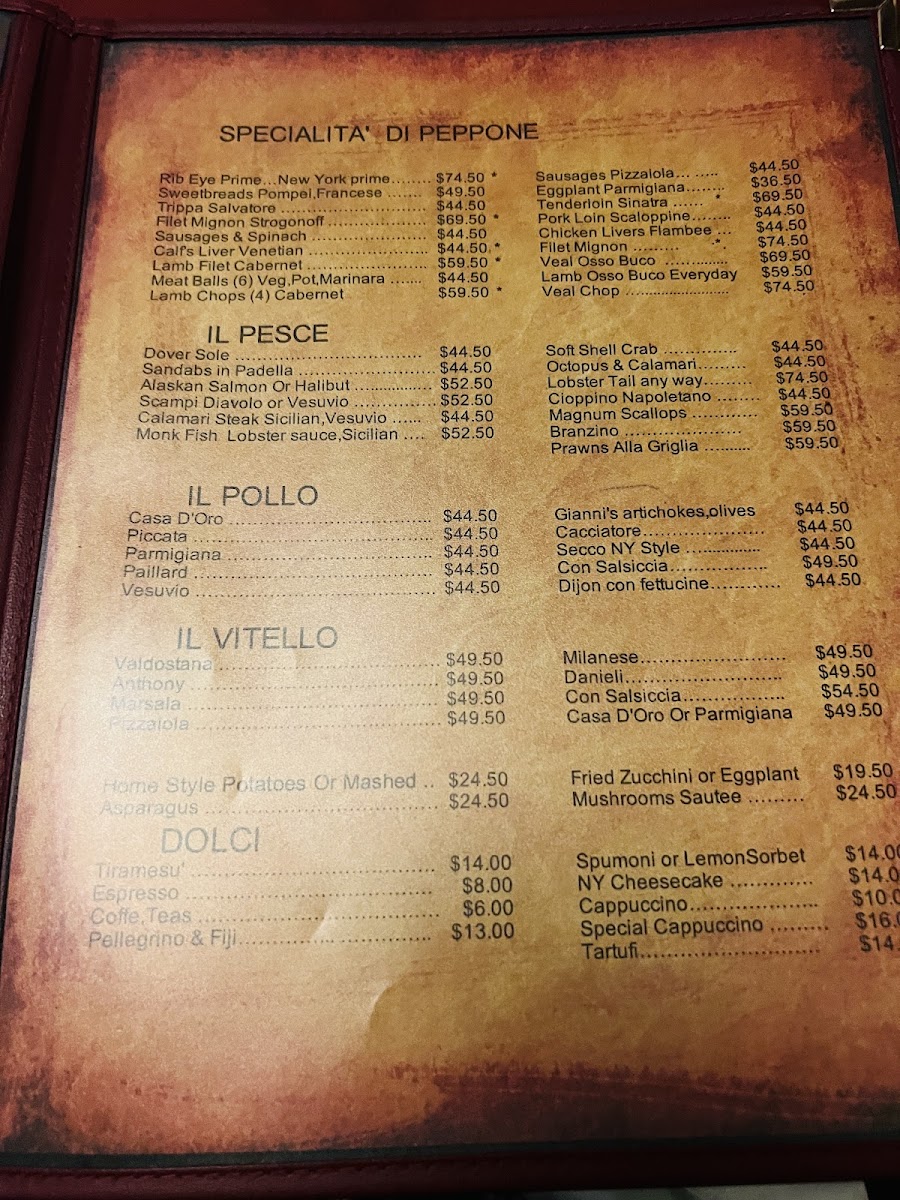 SPECIALITA' DI PEPPONE
Rib Eye Prime...New York prime........ $74.50 *
Sweetbreads Pompei,Francese ....... $49.50
Trippa Salvatore .............................. $44.50
Filet Mignon Strogonoff ................... $69.50 *
Sausages & Spinach ....................... $44.50
Calf's Liver Venetian ........................ $44.50. *
Lamb Filet Cabernet ........................ $59.50 *
Meat Balls (6) Veg,Pot,Marinara ....... $44.50
Lamb Chops (4) Cabernet $59.50 *
Sausages Pizzaiola... ..... $44.50
Eggplant Parmigiana........ $36.50
Tenderloin Sinatra ...... * $69.50
Pork Loin Scaloppine........ $44.50
Chicken Livers Flambee ... $44.50
Filet Mignon ......... .*. $74.50
Veal Osso Buco .............. $69.50
Lamb Osso Buco Everyday $59.50
Veal Chop ......................... $74.50
IL PESCE
Dover Sole .................................. $44.50
Sandabs in Padella ......................... $44.50
Alaskan Salmon Or Halibut ................ $52.50
Scampi Diavolo or Vesuvio ............... $52.50
Calamari Steak Sicilian,Vesuvio ...... $44.50
Monk Fish Lobster sauce,Sicilian .... $52.50
Soft Shell Crab .............. $44.50
Octopus & Calamari.......... $44.50
Lobster Tail any way.......... $74.50
Cioppino Napoletano ........ $44.50
Magnum Scallops ............. $59.50
Branzino ....................... $59.50
Prawns Alla Griglia .......... $59.50
IL POLLO
Casa D'Oro .................................... $44.50
Piccata .......................................... $44.50
Parmigiana ..................................... $44.50
Paillard .......................................... $44.50
Vesuvio ......................................... $44.50
Gianni's artichokes,olives $44.50
Cacciatore........................ $44.50
Secco NY Style ................ $44.50
Con Salsiccia................... $49.50
Dijon con fettucine............ $44.50
IL VITELLO
Valdostana ..................................... $49.50
Anthony ......................................... $49.50
Marsala .......................................... $49.50
Pizzaiola ......................................... $49.50
Milanese........................... $49.50
Danieli............................. $49.50
Con Salsiccia................... $54.50
Casa D'Oro Or Parmigiana $49.50
Home Style Potatoes Or Mashed .. $24.50
Asparagus ..................................... $24.50
Fried Zucchini or Eggplant $19.50
Mushrooms Sautee ......... $24.50
DOLCI
Tiramesu' ....................................... $14.00
Espresso ........................................ $8.00
Coffe,Teas ..................................... $6.00
Pellegrino & Fiji............................... $13.00
Spumoni or LemonSorbet $14.00
NY Cheesecake ............. $14.0
Cappuccino..................... $10.0
Special Cappuccino ......... $16.
Tartufi............................. $14.